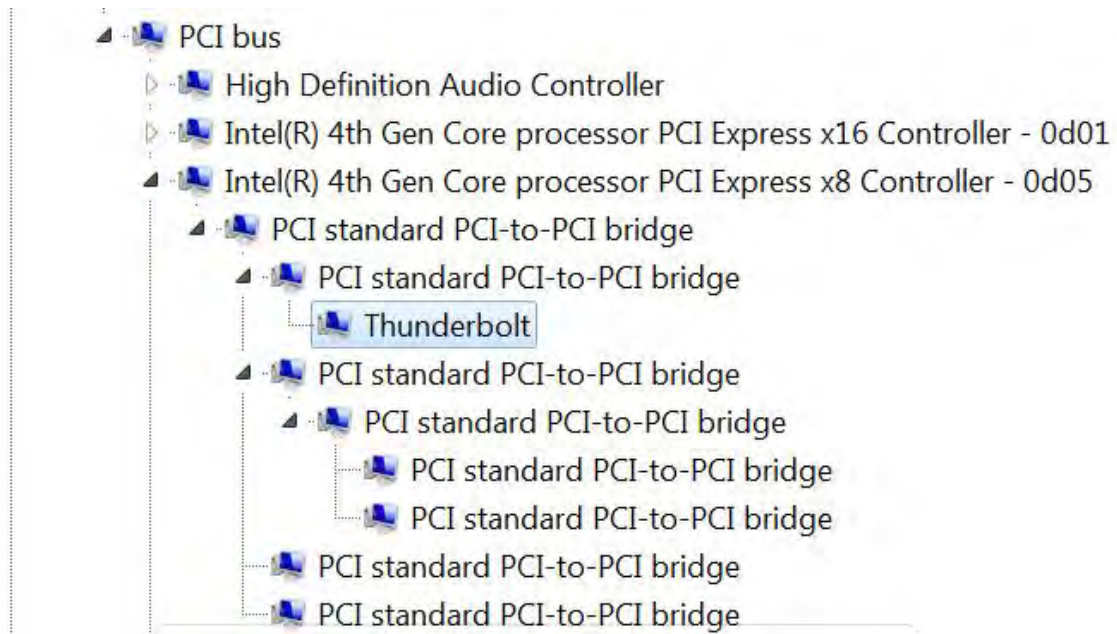 PCI bus
High Definition Audio Controller
Intel(R) 4th Gen Core processor PCI Express x16 Controller - 0d01
Intel(R) 4th Gen Core processor PCI Express x8 Controller - 0d05
PCI standard PCI-to-PCI bridge
PCI standard PCI-to-PCI bridge
Thunderbolt
PCI standard PCI-to-PCI bridge
PCI standard PCI-to-PCI bridge
PCI standard PCI-to-PCI bridge
PCI standard PCI-to-PCI bridge
PCI standard PCI-to-PCI bridge
PCI standard PCI-to-PCI bridge